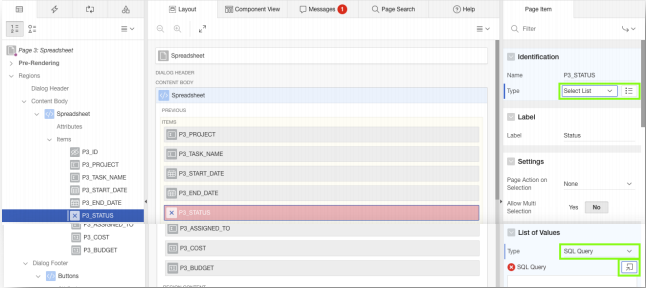 Layout
Component View
Messages 1
Page Search
Help
Page Item
Filter
Page 3: Spreadsheet
Pre-Rendering
Regions
Dialog Header
Content Body
Spreadsheet
Attributes
Items
P3_ID
P3_PROJECT
P3_TASK_NAME
P3_START_DATE
P3_END_DATE
P3_STATUS
P3_ASSIGNED_TO
P3_COST
P3_BUDGET
Dialog Footer
Buttons
Spreadsheet
DIALOG HEADER
CONTENT BODY
Spreadsheet
PREVIOUS
ITEMS
P3_PROJECT
P3_TASK_NAME
P3_START_DATE
P3_END_DATE
P3_STATUS
P3_ASSIGNED_TO
P3_COST
P3_BUDGET
REGION CONTENT
Identification
Name P3_STATUS
Type Select List
Label
Label Status
Settings
Page Action on
Selection
None
Allow Multi
Selection
Yes No
List of Values
Type SQL Query
SQL Query